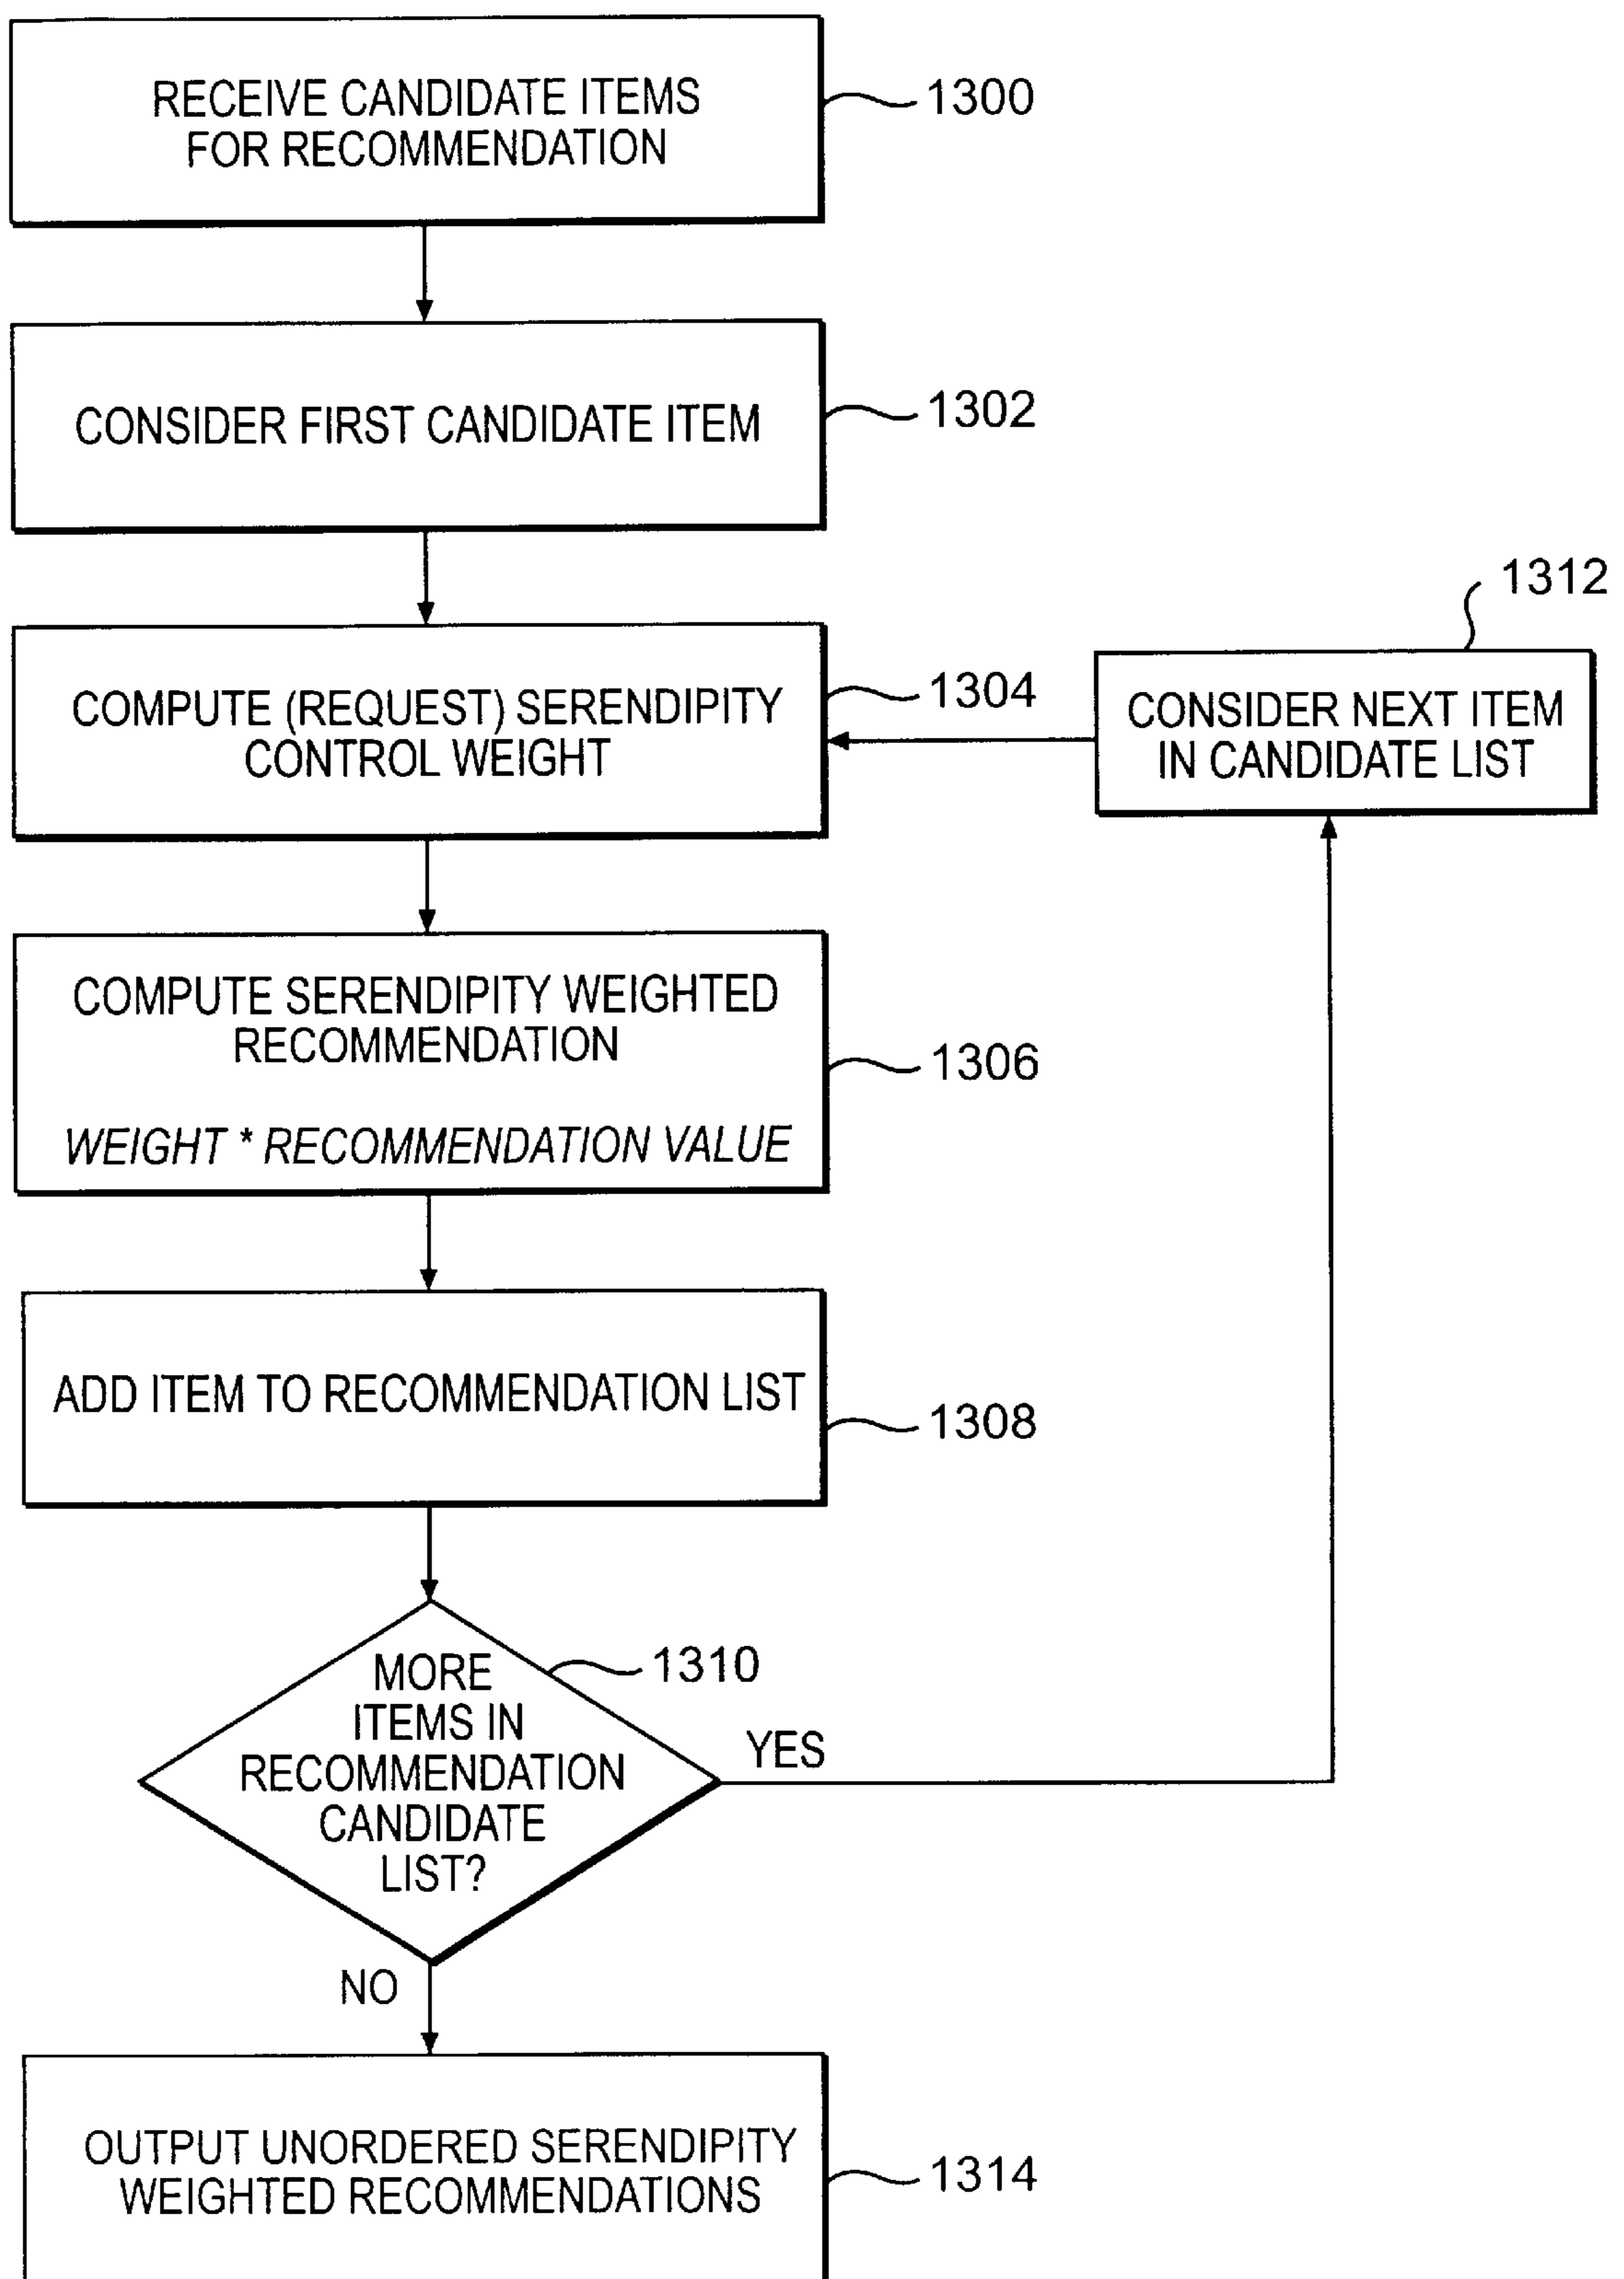 RECEIVE CANDIDATE ITEMS
FOR RECOMMENDATION
1300
CONSIDER FIRST CANDIDATE ITEM
1302
COMPUTE (REQUEST) SERENDIPITY
CONTROL WEIGHT
1304
1312
CONSIDER NEXT ITEM
IN CANDIDATE LIST
COMPUTE SERENDIPITY WEIGHTED
RECOMMENDATION
WEIGHT * RECOMMENDATION VALUE
1306
ADD ITEM TO RECOMMENDATION LIST
1308
MORE
ITEMS IN
RECOMMENDATION
CANDIDATE
LIST?
1310
YES
NO
OUTPUT UNORDERED SERENDIPITY
WEIGHTED RECOMMENDATIONS
1314